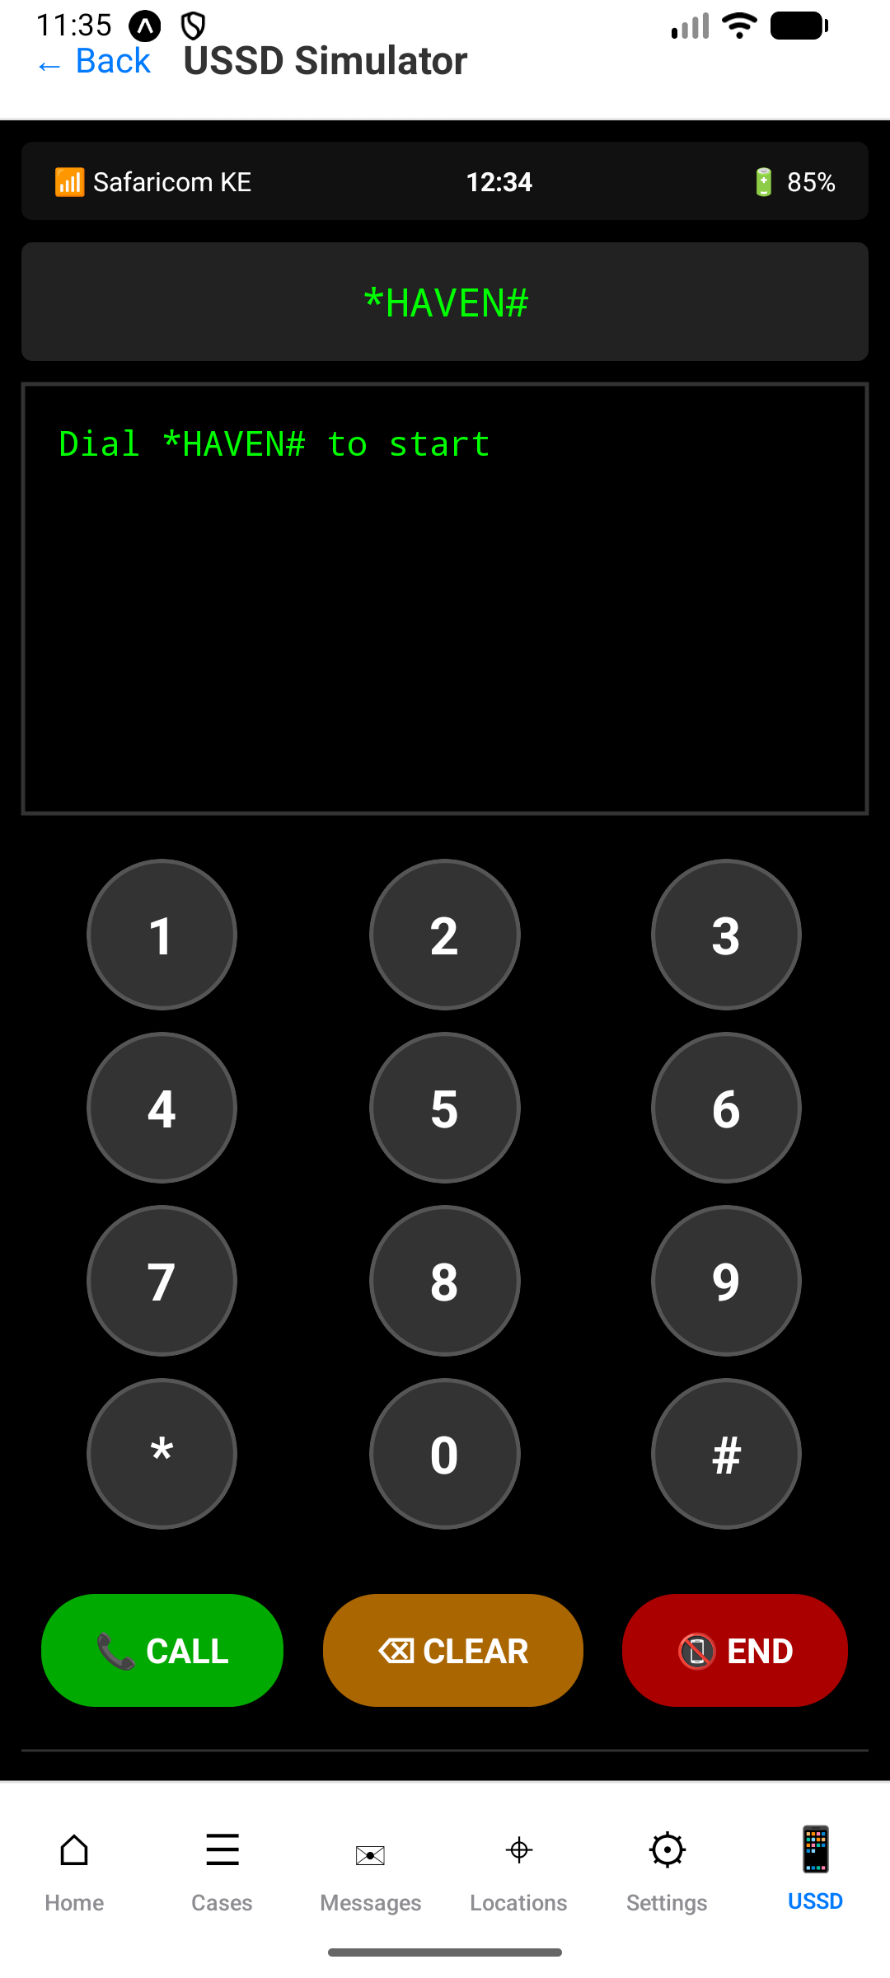 11:35
← Back USSD Simulator
Safaricom KE 12:34 85%
*HAVEN#
Dial *HAVEN# to start
1 2 3
4 5 6
7 8 9
* 0 #
CALL CLEAR END
Home Cases Messages Locations Settings USSD